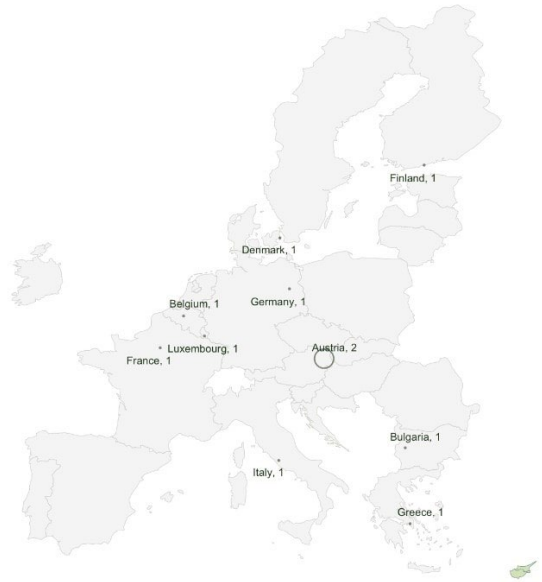 Finland, 1
Denmark, 1
Germany, 1
Belgium, 1
Luxembourg, 1
France, 1
Austria, 2
Bulgaria, 1
Italy, 1
Greece, 1